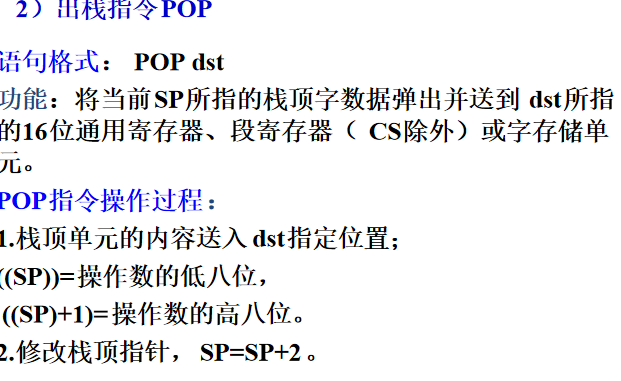 2）出栈指令POP
语句格式： POP dst
功能：将当前SP所指的栈顶字数据弹出并送到 dst所指
的16位通用寄存器、段寄存器（ CS除外）或字存储单
元。
POP指令操作过程：
1.栈顶单元的内容送入dst指定位置；
((SP))=操作数的低八位，
((SP)+1)=操作数的高八位。
2.修改栈顶指针， SP=SP+2。